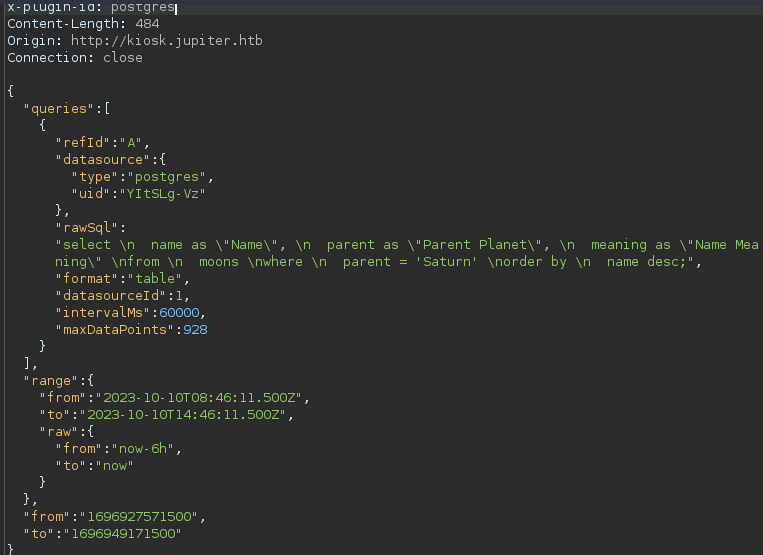 x-plugin-id: postgres
Content-Length: 484
Origin: http://kiosk.jupiter.htb
Connection: close
{
"queries":[
{
"refId":"A",
"datasource":{
"type":"postgres",
"uid":"YItSLg-Vz"
},
"rawSql":
"select \n  name as \"Name\", \n  parent as \"Parent Planet\", \n  meaning as \"Name Mea
ning\" \nfrom \n  moons \nwhere \n  parent = 'Saturn' \norder by \n  name desc;",
"format":"table",
"datasourceId":1,
"intervalMs":60000,
"maxDataPoints":928
}
],
"range":{
"from":"2023-10-10T08:46:11.500Z",
"to":"2023-10-10T14:46:11.500Z",
"raw":{
"from":"now-6h",
"to":"now"
}
},
"from":"1696927571500",
"to":"1696949171500"
}